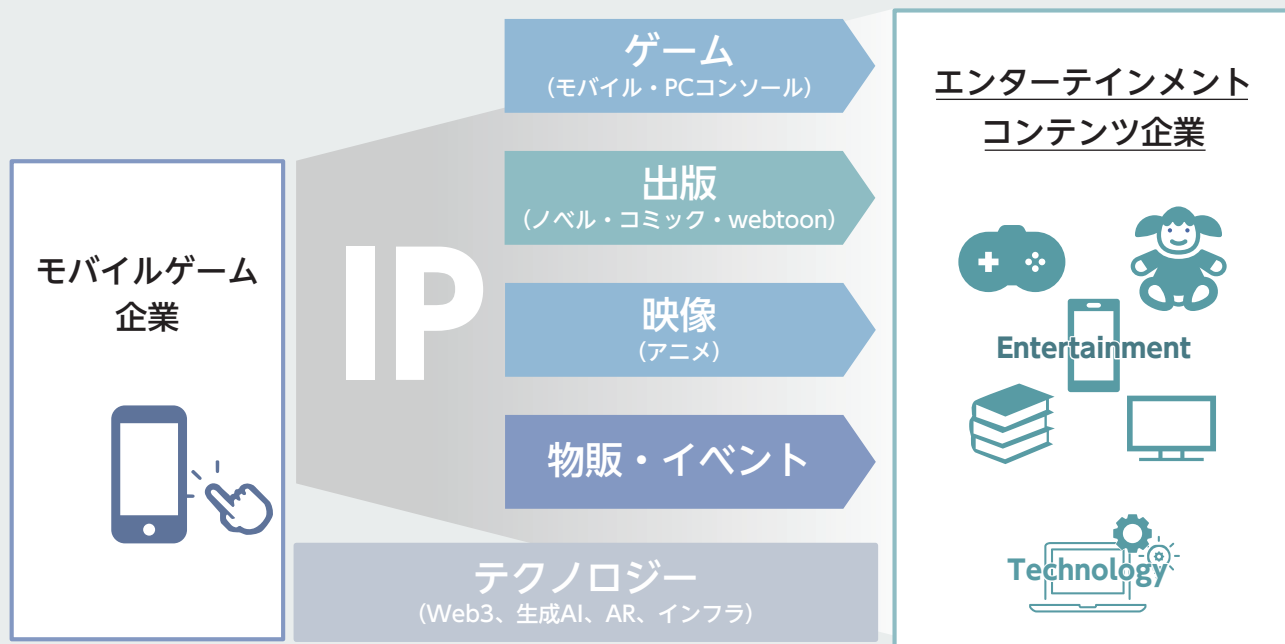 モバイルゲーム
企業
IP
ゲーム
(モバイル・PCコンソール)
出版
(ノベル・コミック・webtoon)
映像
(アニメ)
物販・イベント
テクノロジー
(Web3、生成AI、AR、インフラ)
エンターテインメント
コンテンツ企業
Entertainment
Technology